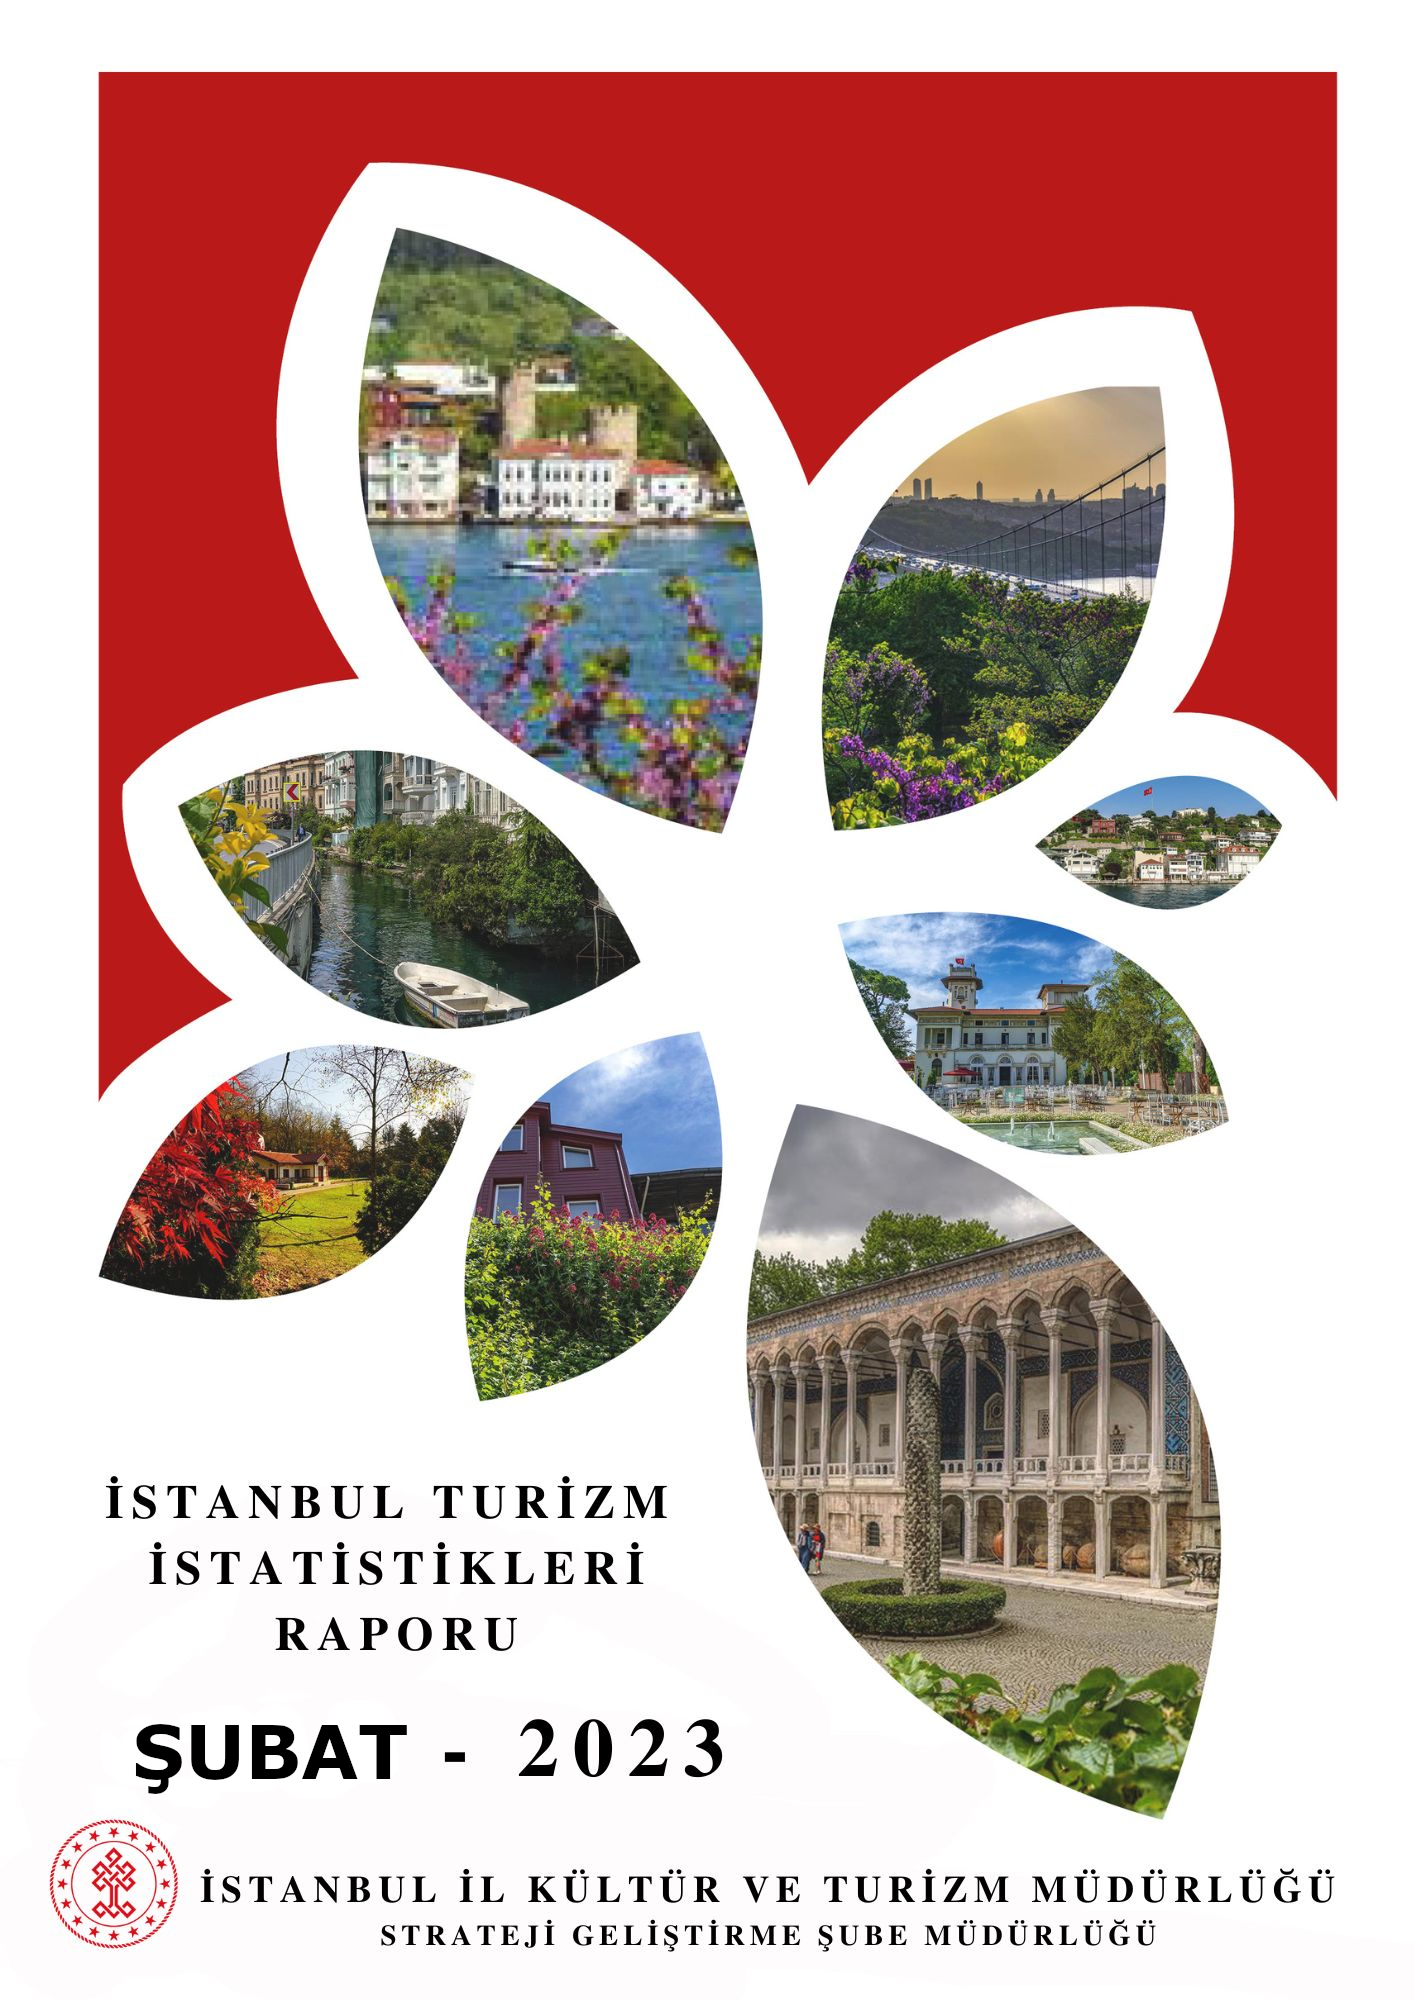 İSTANBUL TURİZM
İSTATİSTİKLERİ
RAPORU
ŞUBAT - 2023
İSTANBUL İL KÜLTÜR VE TURİZM MÜDÜRLÜĞÜ
STRATEJİ GELİŞTİRME ŞUBE MÜDÜRLÜĞÜ